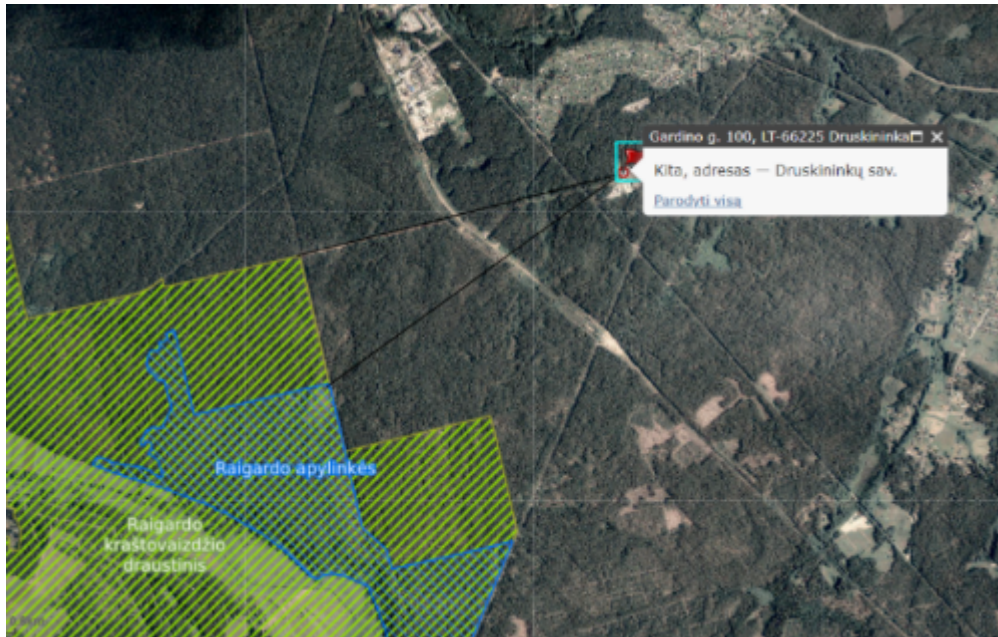 Gardino g. 100, LT-66225 Druskininka
Kita, adresas — Druskininkų sav.
Parodyti visą
Raigardo apylinkės
Raigardo
kraštovaizdžio
draustinis